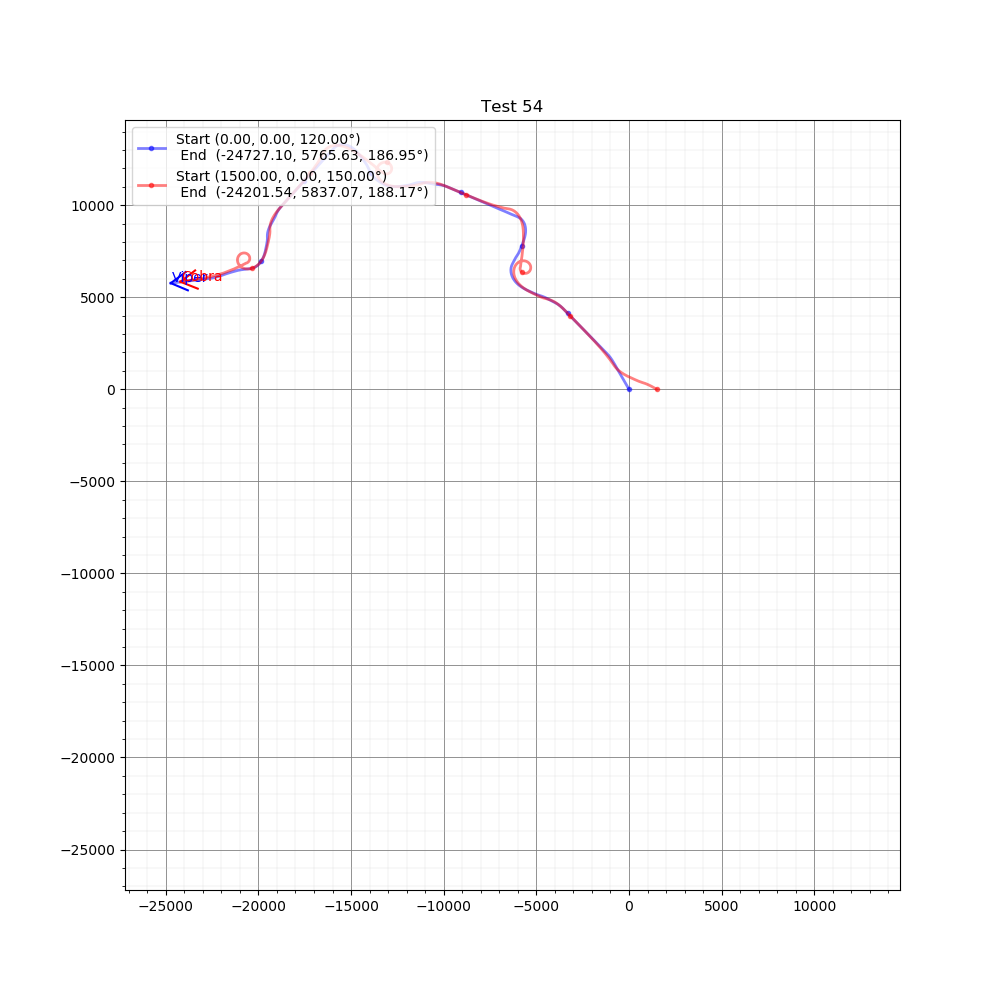 Test 54
Start (0.00, 0.00, 120.00°)
End (-24727.10, 5765.63, 186.95°)
Start (1500.00, 0.00, 150.00°)
End (-24201.54, 5837.07, 188.17°)
10000
5000
0
−5000
−10000
−15000
−20000
−25000
Viper
−25000 −20000 −15000 −10000 −5000 0 5000 10000